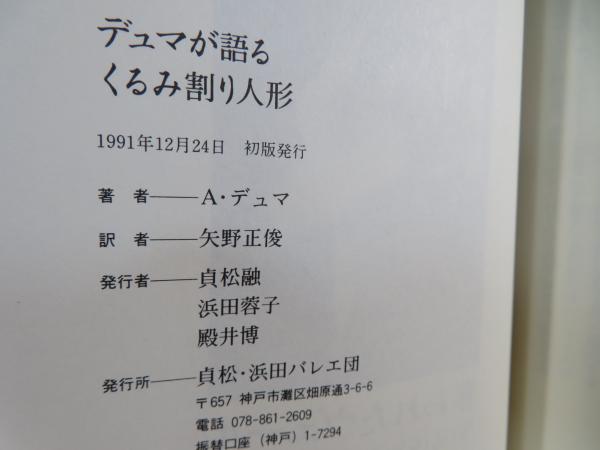 デュマが語る
くるみ割り人形
1991年12月24日　初版発行
著　者――A・デュマ
訳　者――矢野正俊
発行者――貞松融
浜田蓉子
殿井博
発行所――貞松・浜田バレエ団
〒657 神戸市灘区畑原通3-6-6
電話 078-861-2609
振替口座（神戸）1-7294